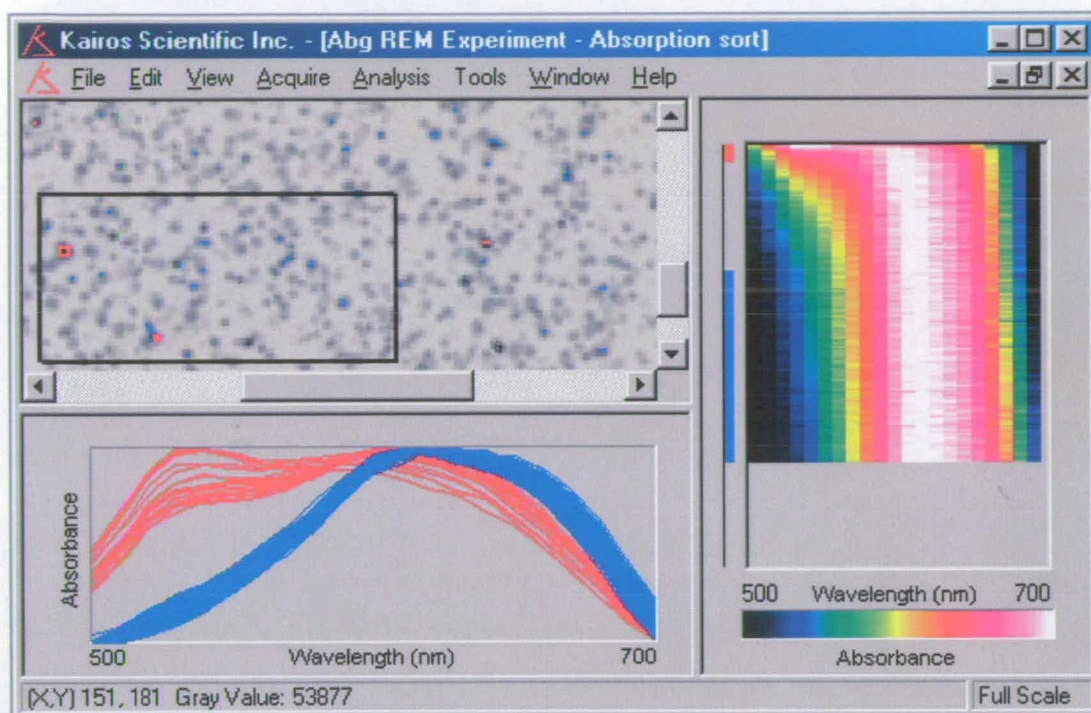 Kairos Scientific Inc. - [Abg REM Experiment - Absorption sort]
File Edit View Acquire Analysis Tools Window Help
Absorbance
500 Wavelength (nm) 700
500 Wavelength (nm) 700
Absorbance
(X,Y) 151, 181 Gray Value: 53877
Full Scale